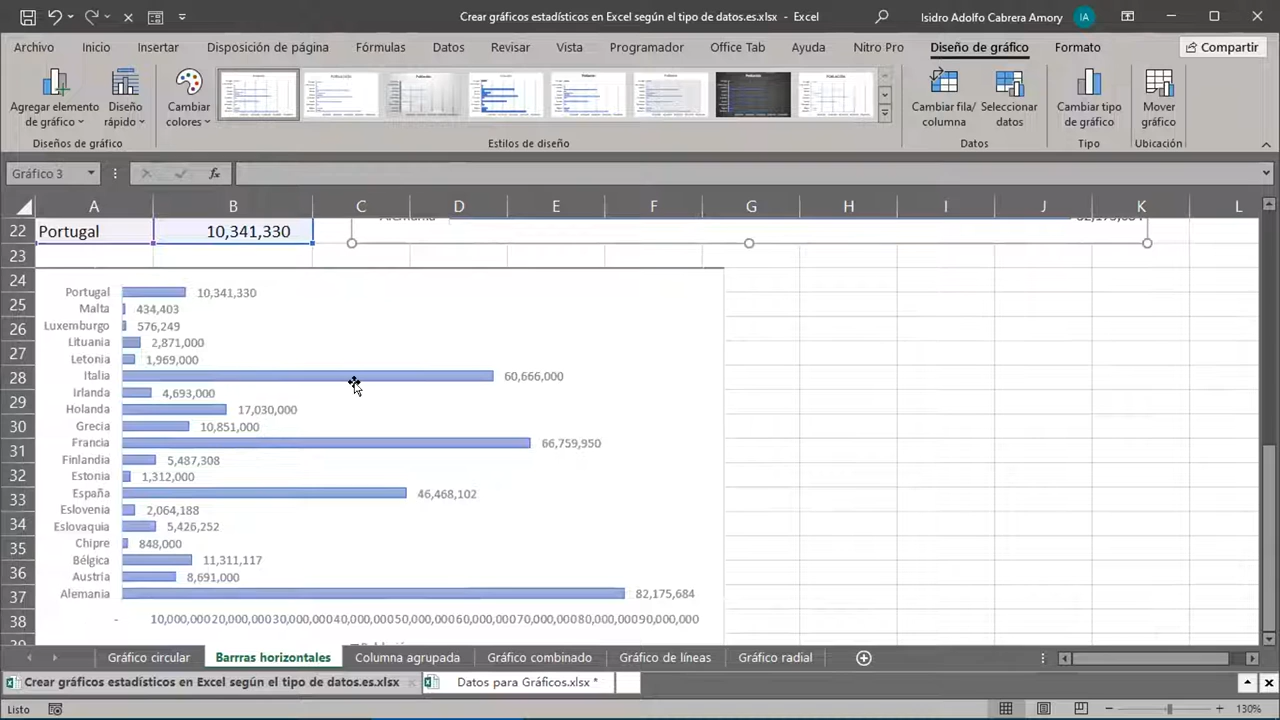 Crear gráficos estadísticos en Excel según el tipo de datos.es.xlsx - Excel
Isidro Adolfo Cabrera Amory
IA
Archivo Inicio Insertar Disposición de página Fórmulas Datos Revisar Vista Programador Office Tab Ayuda Nitro Pro Diseño de gráfico Formato Compartir
Agregar elemento de gráfico
Diseño rápido
Cambiar colores
Cambiar fila/columna
Seleccionar datos
Cambiar tipo de gráfico
Mover gráfico
Diseños de gráfico Estilos de diseño Datos Tipo Ubicación
Gráfico 3
fx
A B C D E F G H I J K L
22 Portugal 10,341,330
23
24
25
26
27
28
29
30
31
32
33
34
35
36
37
38
Portugal 10,341,330
Malta 434,403
Luxemburgo 576,249
Lituania 2,871,000
Letonia 1,969,000
Italia 60,666,000
Irlanda 4,693,000
Holanda 17,030,000
Grecia 10,851,000
Francia 66,759,950
Finlandia 5,487,308
Estonia 1,312,000
España 46,468,102
Eslovenia 2,064,188
Eslovaquia 5,426,252
Chipre 848,000
Bélgica 11,311,117
Austria 8,691,000
Alemania 82,175,684
- 10,000,000 20,000,000 30,000,000 40,000,000 50,000,000 60,000,000 70,000,000 80,000,000 90,000,000
Gráfico circular Barrras horizontales Columna agrupada Gráfico combinado Gráfico de líneas Gráfico radial
Crear gráficos estadísticos en Excel según el tipo de datos.es.xlsx Datos para Gráficos.xlsx *
Listo 130%